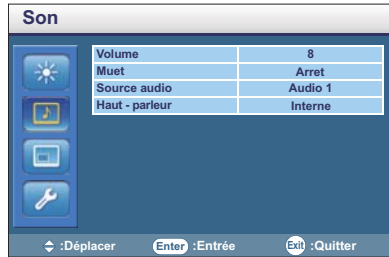 Son
Volume 8
Muet Arret
Source audio Audio 1
Haut - parleur Interne
:Déplacer Enter :Entrée Exit :Quitter